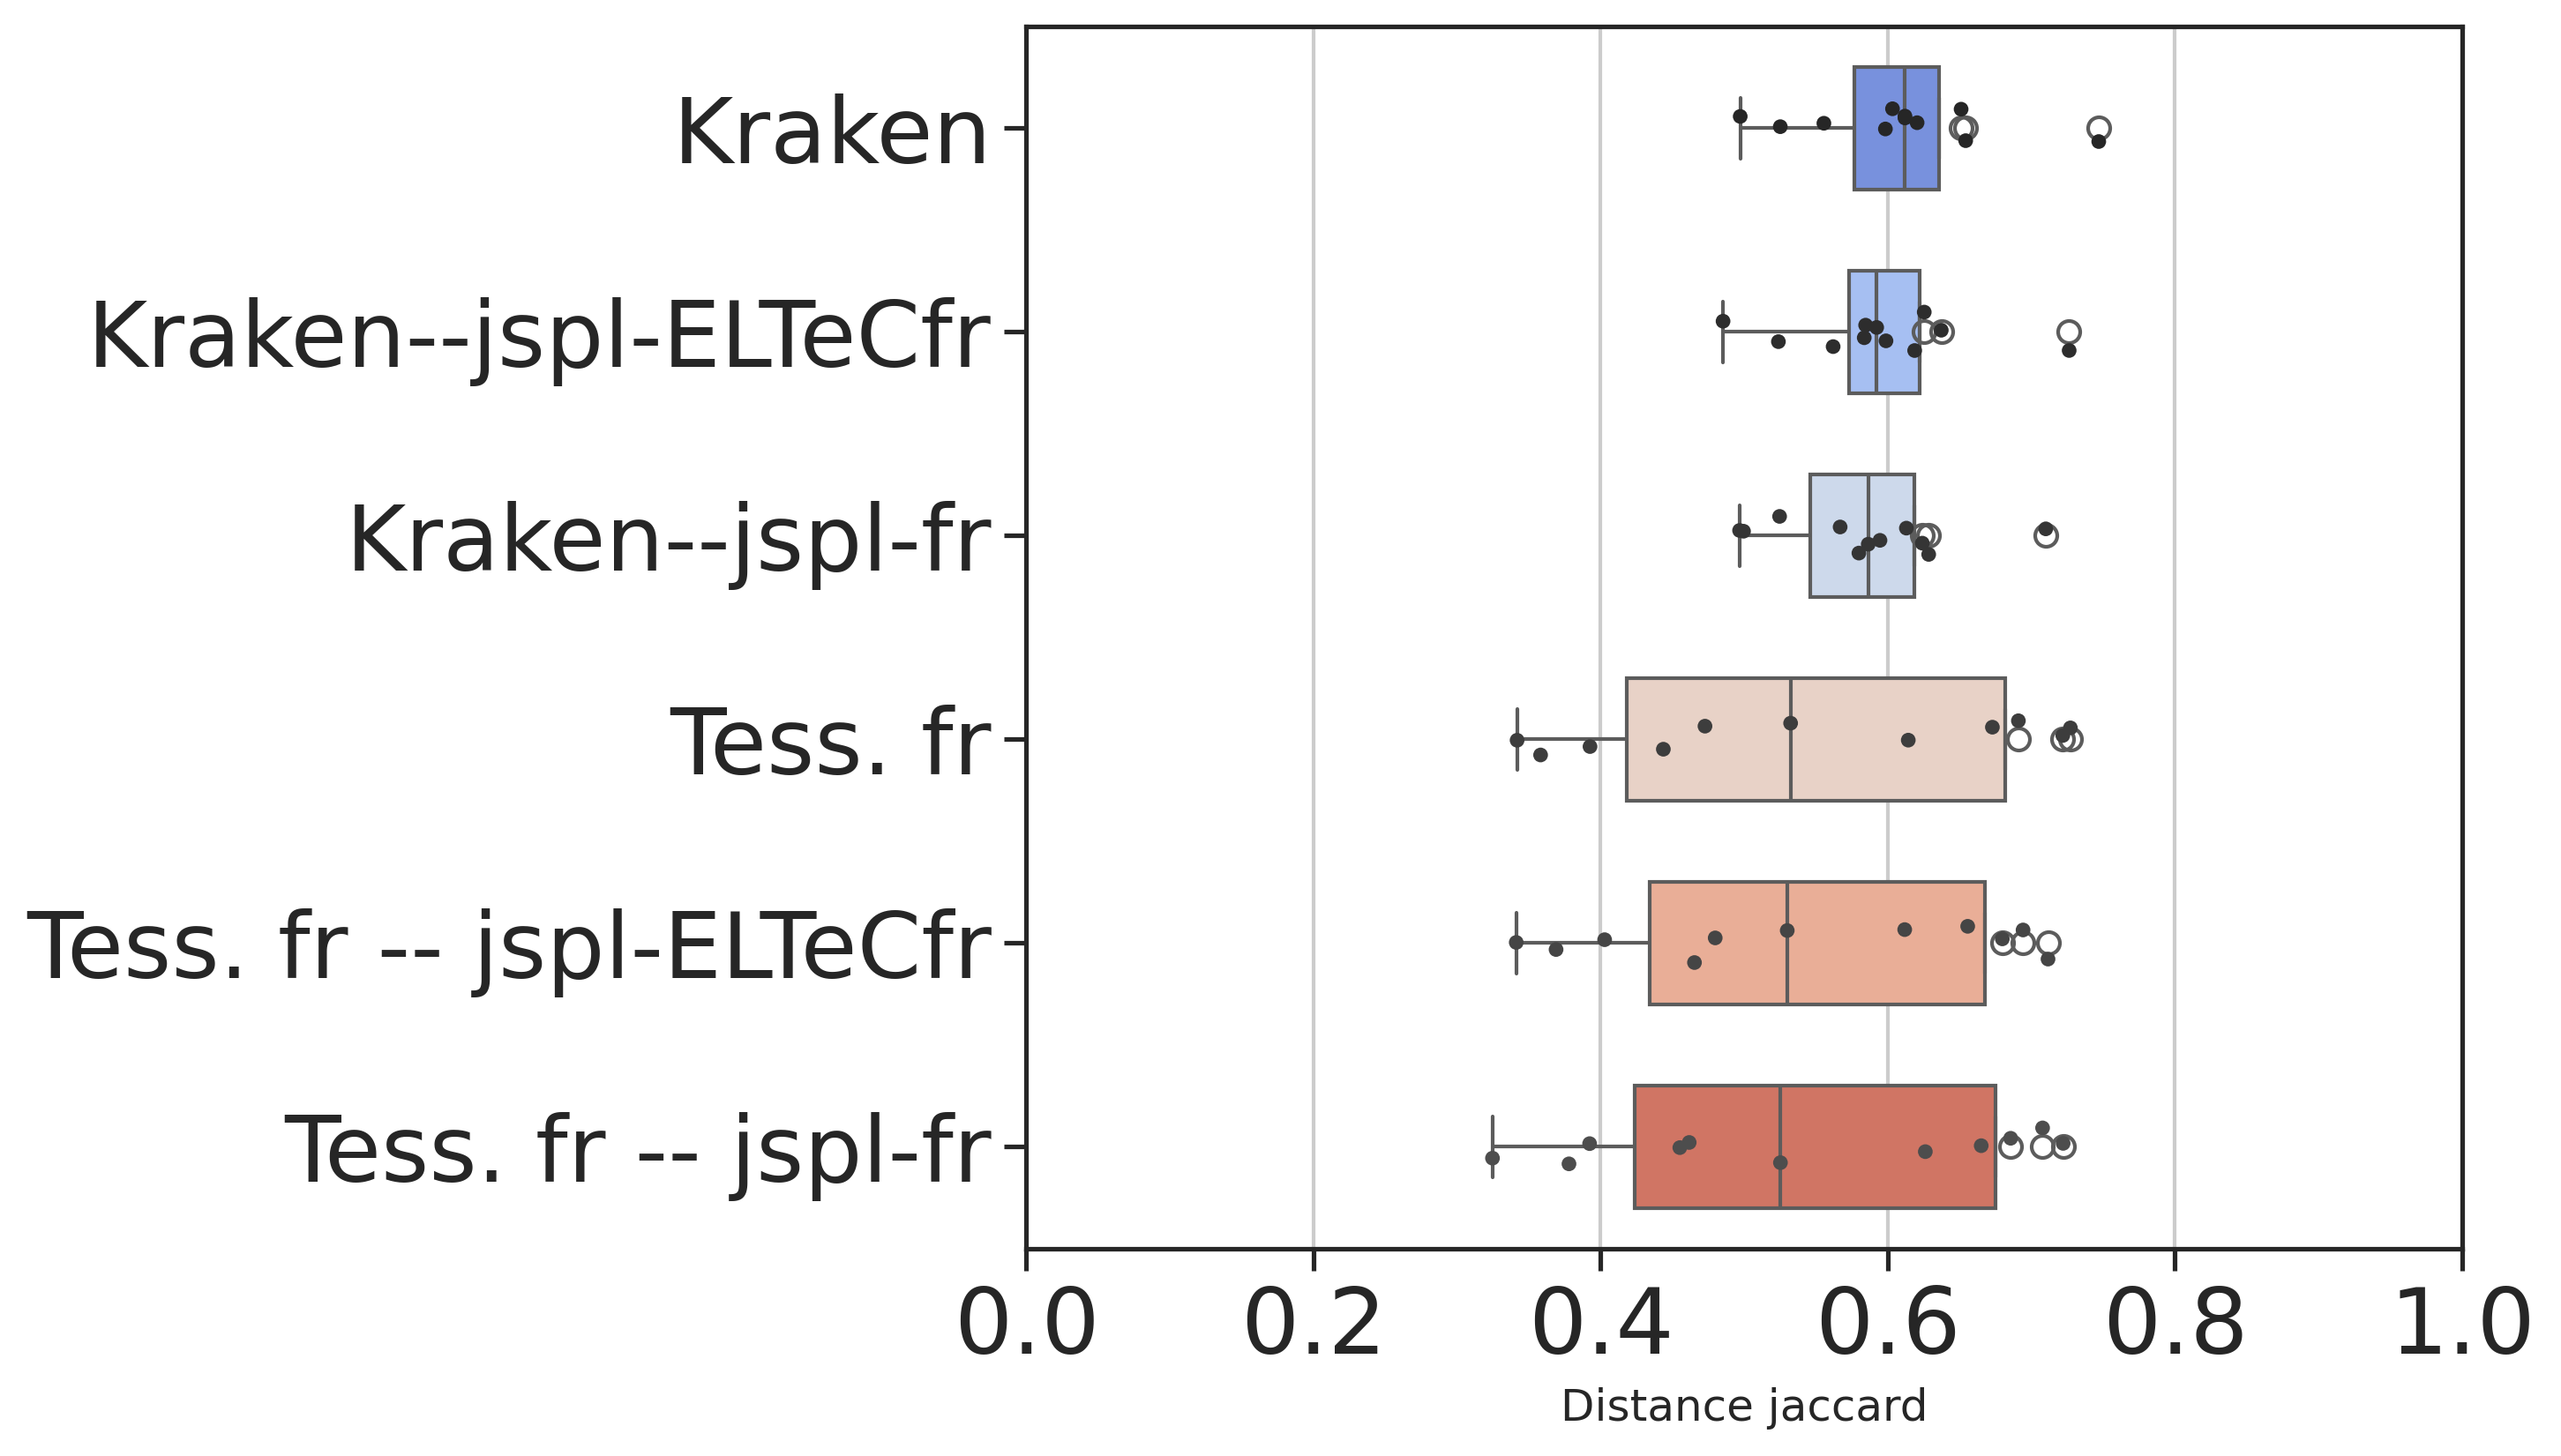 Kraken
Kraken--jspl-ELTeCfr
Kraken--jspl-fr
Tess. fr
Tess. fr -- jspl-ELTeCfr
Tess. fr -- jspl-fr
0.0 0.2 0.4 0.6 0.8 1.0
Distance jaccard